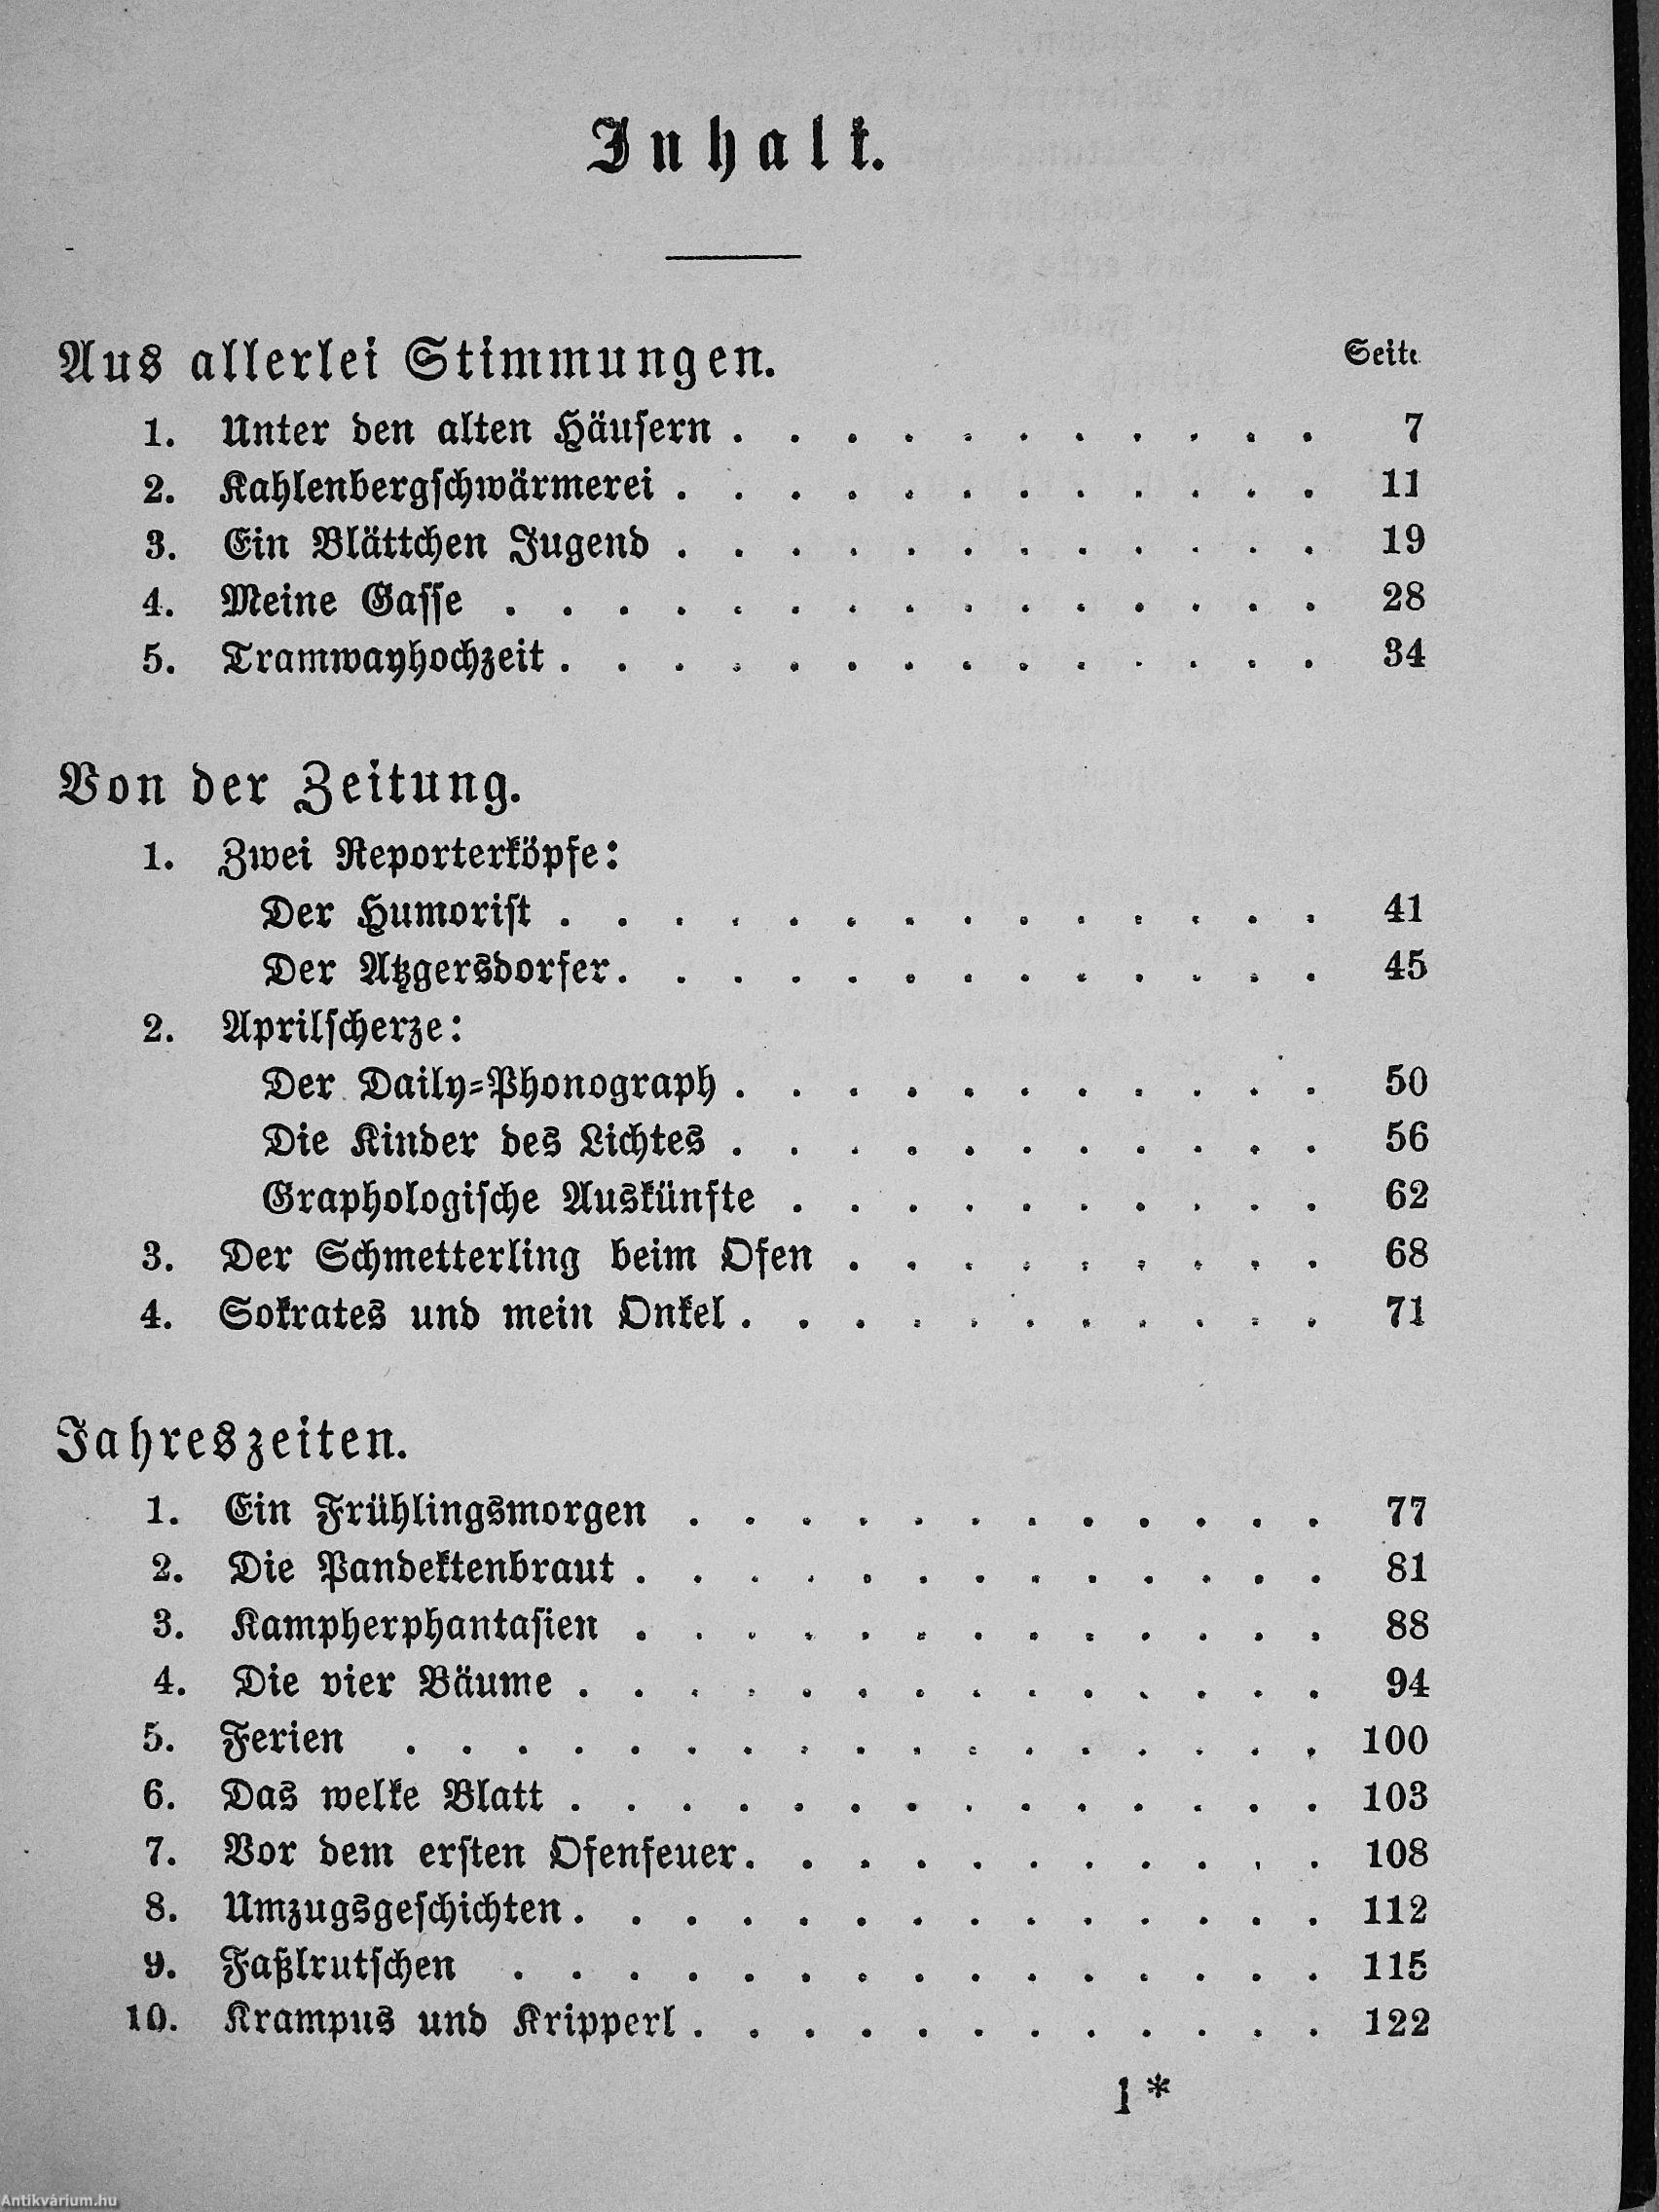 Inhalt.
Aus allerlei Stimmungen. Seite
1. Unter den alten Häusern . . . . . . . . . . . 7
2. Kahlenbergschwärmerei . . . . . . . . . . . . 11
3. Ein Blättchen Jugend . . . . . . . . . . . . 19
4. Meine Gasse . . . . . . . . . . . . . . . 28
5. Tramwayhochzeit . . . . . . . . . . . . . . 34
Von der Zeitung.
1. Zwei Reporterköpfe:
Der Humorist . . . . . . . . . . . . . . 41
Der Atzgersdorfer . . . . . . . . . . . . . 45
2. Aprilscherze:
Der Daily-Phonograph . . . . . . . . . . . 50
Die Kinder des Lichtes . . . . . . . . . . . 56
Graphologische Auskünfte . . . . . . . . . . 62
3. Der Schmetterling beim Ofen . . . . . . . . . 68
4. Sokrates und mein Onkel . . . . . . . . . . . 71
Jahreszeiten.
1. Ein Frühlingsmorgen . . . . . . . . . . . . 77
2. Die Pandektenbraut . . . . . . . . . . . . . 81
3. Kampherphantasien . . . . . . . . . . . . . 88
4. Die vier Bäume . . . . . . . . . . . . . . 94
5. Ferien . . . . . . . . . . . . . . . . . 100
6. Das welke Blatt . . . . . . . . . . . . . . 103
7. Vor dem ersten Ofenfeuer . . . . . . . . . . . 108
8. Umzugsgeschichten . . . . . . . . . . . . . . 112
9. Faßlrutschen . . . . . . . . . . . . . . . 115
10. Krampus und Kripperl . . . . . . . . . . . . 122
1*
Antikvárium.hu